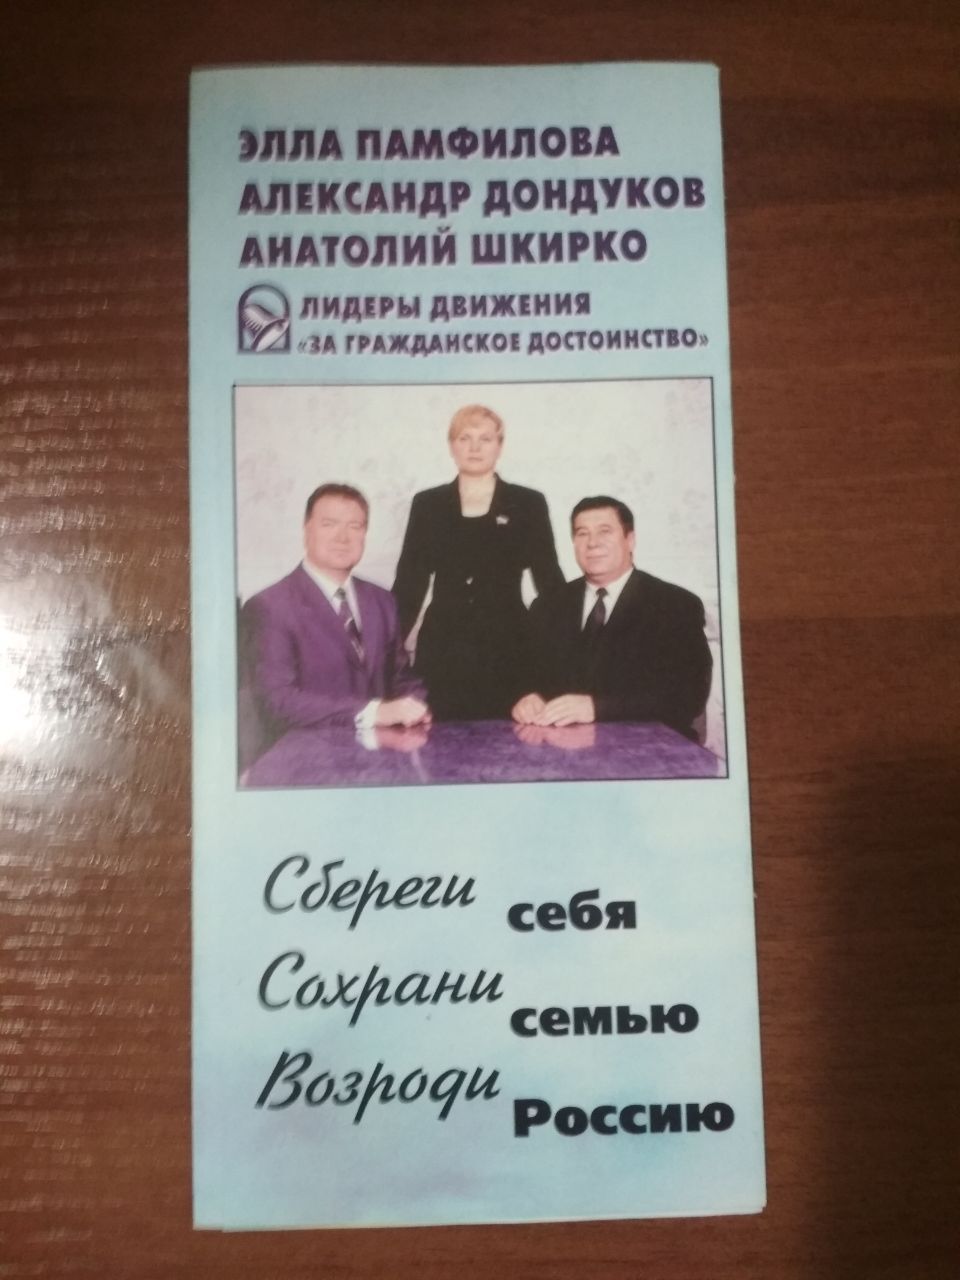 ЭЛЛА ПАМФИЛОВА
АЛЕКСАНДР ДОНДУКОВ
АНАТОЛИЙ ШКИРКО
ЛИДЕРЫ ДВИЖЕНИЯ
«ЗА ГРАЖДАНСКОЕ ДОСТОИНСТВО»
Сбереги себя
Сохрани семью
Возроди Россию